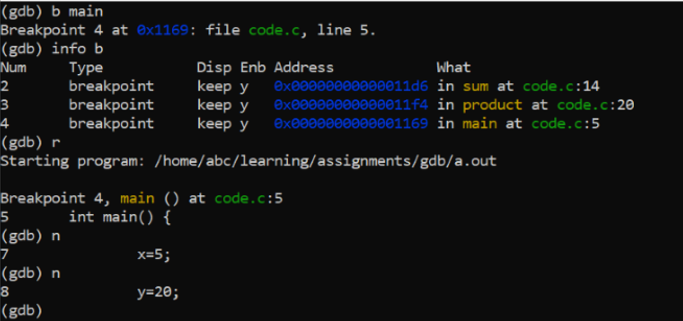 (gdb) b main
Breakpoint 4 at 0x1169: file code.c, line 5.
(gdb) info b
Num     Type           Disp Enb Address            What
2       breakpoint     keep y   0x00000000000011d6 in sum at code.c:14
3       breakpoint     keep y   0x00000000000011f4 in product at code.c:20
4       breakpoint     keep y   0x0000000000001169 in main at code.c:5
(gdb) r
Starting program: /home/abc/learning/assignments/gdb/a.out

Breakpoint 4, main () at code.c:5
5       int main() {
(gdb) n
7               x=5;
(gdb) n
8               y=20;
(gdb)